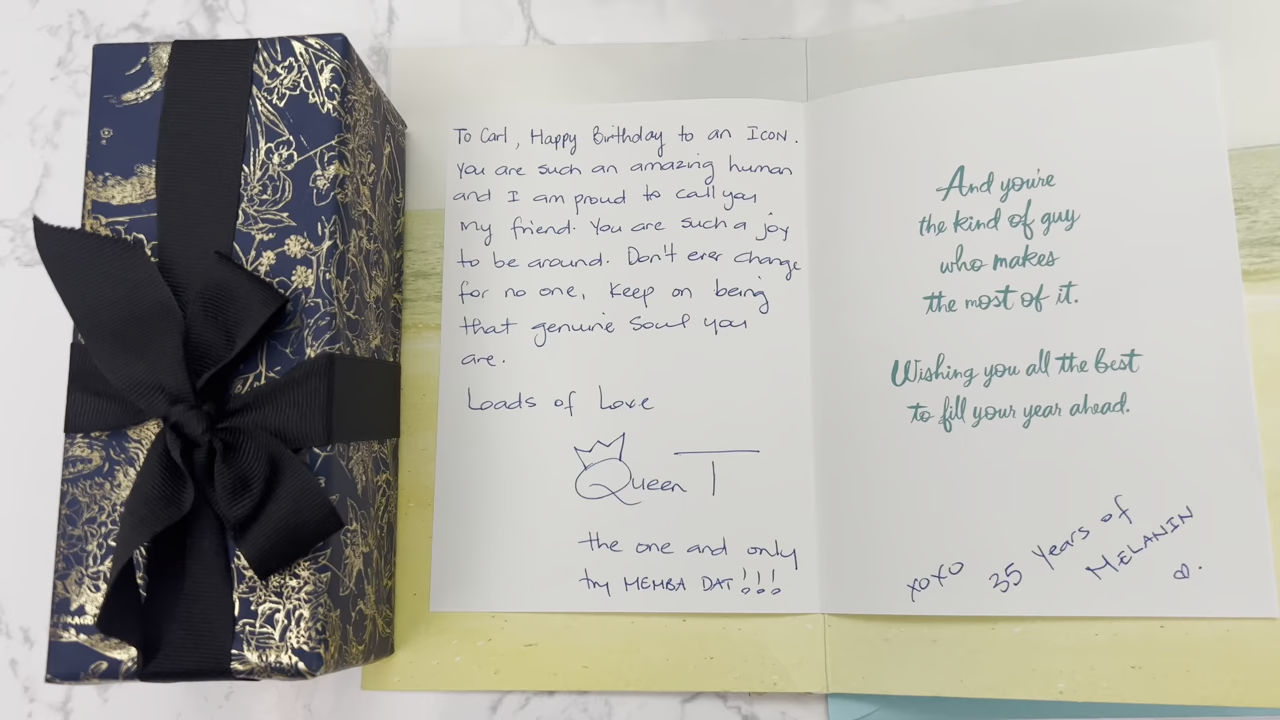 To Carl, Happy Birthday to an ICON.
You are such an amazing human
and I am proud to call you
my friend. You are such a joy
to be around. Don't ever change
for no one, keep on being
that genuine soul you
are.
Loads of Love
Queen T
the one and only
try MEMBA DAT!!!
And you're
the kind of guy
who makes
the most of it.
Wishing you all the best
to fill your year ahead.
xoxo
35 Years of
MELANIN